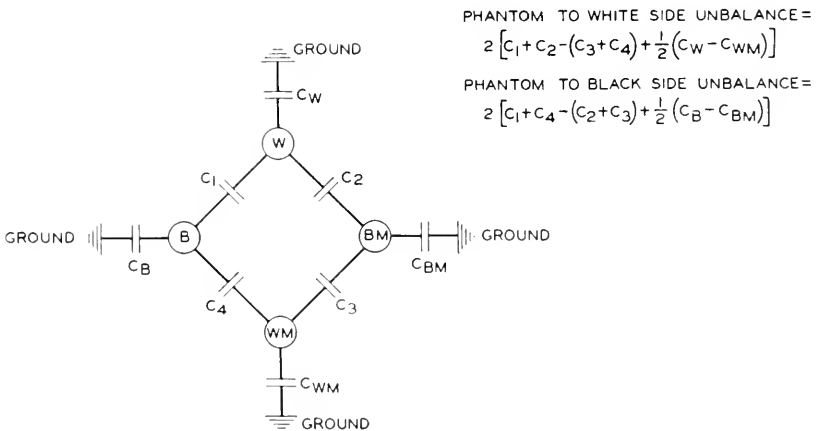 PHANTOM TO WHITE SIDE UNBALANCE=
2 [C1+C2-(C3+C4)+½(CW-CWM)]
PHANTOM TO BLACK SIDE UNBALANCE=
2 [C1+C4-(C2+C3)+½(CB-CBM)]
GROUND
CW
W
C1
C2
GROUND
B
BM
GROUND
CB
CBM
C4
C3
WM
CWM
GROUND